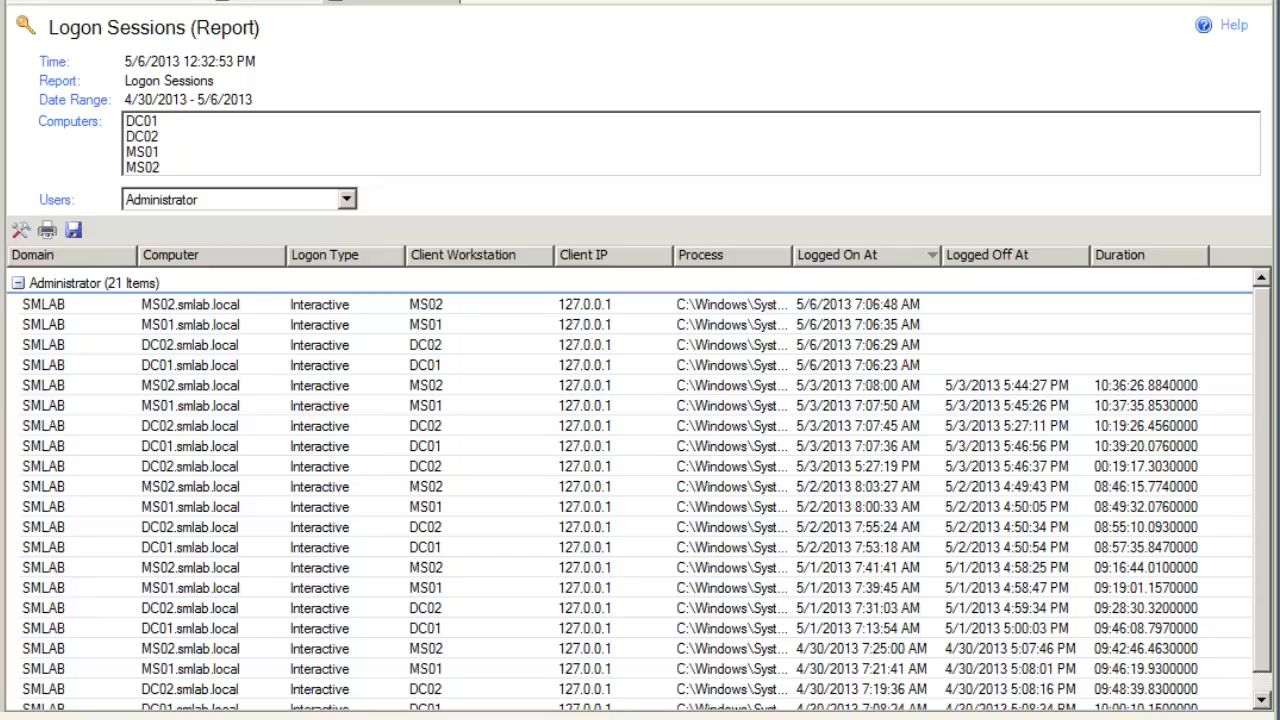 Logon Sessions (Report)
Help
Time: 5/6/2013 12:32:53 PM
Report: Logon Sessions
Date Range: 4/30/2013 - 5/6/2013
Computers: DC01
DC02
MS01
MS02
Users: Administrator
Domain Computer Logon Type Client Workstation Client IP Process Logged On At Logged Off At Duration
Administrator (21 Items)
SMLAB MS02.smlab.local Interactive MS02 127.0.0.1 C:\Windows\Syst... 5/6/2013 7:06:48 AM
SMLAB MS01.smlab.local Interactive MS01 127.0.0.1 C:\Windows\Syst... 5/6/2013 7:06:35 AM
SMLAB DC02.smlab.local Interactive DC02 127.0.0.1 C:\Windows\Syst... 5/6/2013 7:06:29 AM
SMLAB DC01.smlab.local Interactive DC01 127.0.0.1 C:\Windows\Syst... 5/6/2013 7:06:23 AM
SMLAB MS02.smlab.local Interactive MS02 127.0.0.1 C:\Windows\Syst... 5/3/2013 7:08:00 AM 5/3/2013 5:44:27 PM 10:36:26.8840000
SMLAB MS01.smlab.local Interactive MS01 127.0.0.1 C:\Windows\Syst... 5/3/2013 7:07:50 AM 5/3/2013 5:45:26 PM 10:37:35.8530000
SMLAB DC02.smlab.local Interactive DC02 127.0.0.1 C:\Windows\Syst... 5/3/2013 7:07:45 AM 5/3/2013 5:27:11 PM 10:19:26.4560000
SMLAB DC01.smlab.local Interactive DC01 127.0.0.1 C:\Windows\Syst... 5/3/2013 7:07:36 AM 5/3/2013 5:46:56 PM 10:39:20.0760000
SMLAB DC02.smlab.local Interactive DC02 127.0.0.1 C:\Windows\Syst... 5/3/2013 5:27:19 PM 5/3/2013 5:46:37 PM 00:19:17.3030000
SMLAB MS02.smlab.local Interactive MS02 127.0.0.1 C:\Windows\Syst... 5/2/2013 8:03:27 AM 5/2/2013 4:49:43 PM 08:46:15.7740000
SMLAB MS01.smlab.local Interactive MS01 127.0.0.1 C:\Windows\Syst... 5/2/2013 8:00:33 AM 5/2/2013 4:50:05 PM 08:49:32.0760000
SMLAB DC02.smlab.local Interactive DC02 127.0.0.1 C:\Windows\Syst... 5/2/2013 7:55:24 AM 5/2/2013 4:50:34 PM 08:55:10.0930000
SMLAB DC01.smlab.local Interactive DC01 127.0.0.1 C:\Windows\Syst... 5/2/2013 7:53:18 AM 5/2/2013 4:50:54 PM 08:57:35.8470000
SMLAB MS02.smlab.local Interactive MS02 127.0.0.1 C:\Windows\Syst... 5/1/2013 7:41:41 AM 5/1/2013 4:58:25 PM 09:16:44.0100000
SMLAB MS01.smlab.local Interactive MS01 127.0.0.1 C:\Windows\Syst... 5/1/2013 7:39:45 AM 5/1/2013 4:58:47 PM 09:19:01.1570000
SMLAB DC02.smlab.local Interactive DC02 127.0.0.1 C:\Windows\Syst... 5/1/2013 7:31:03 AM 5/1/2013 4:59:34 PM 09:28:30.3200000
SMLAB DC01.smlab.local Interactive DC01 127.0.0.1 C:\Windows\Syst... 5/1/2013 7:13:54 AM 5/1/2013 5:00:03 PM 09:46:08.7970000
SMLAB MS02.smlab.local Interactive MS02 127.0.0.1 C:\Windows\Syst... 4/30/2013 7:25:00 AM 4/30/2013 5:07:46 PM 09:42:46.4630000
SMLAB MS01.smlab.local Interactive MS01 127.0.0.1 C:\Windows\Syst... 4/30/2013 7:21:41 AM 4/30/2013 5:08:01 PM 09:46:19.9300000
SMLAB DC02.smlab.local Interactive DC02 127.0.0.1 C:\Windows\Syst... 4/30/2013 7:19:36 AM 4/30/2013 5:08:16 PM 09:48:39.8300000
SMLAB DC01.smlab.local Interactive DC01 127.0.0.1 C:\Windows\Syst... 4/30/2013 7:08:24 AM